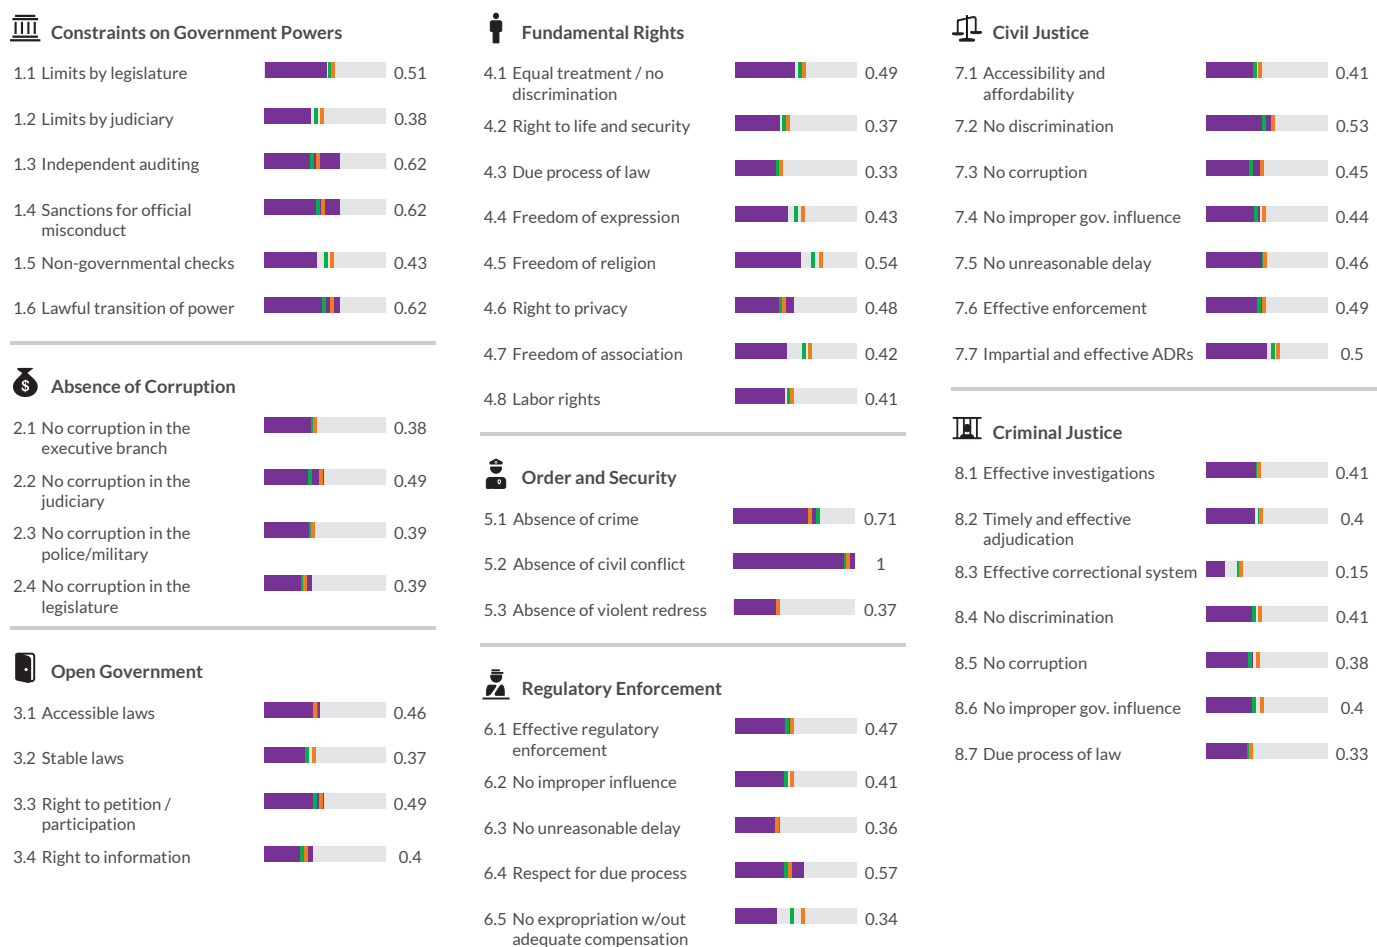 Constraints on Government Powers
1.1 Limits by legislature 0.51
1.2 Limits by judiciary 0.38
1.3 Independent auditing 0.62
1.4 Sanctions for official
misconduct 0.62
1.5 Non-governmental checks 0.43
1.6 Lawful transition of power 0.62
$ Absence of Corruption
2.1 No corruption in the
executive branch 0.38
2.2 No corruption in the
judiciary 0.49
2.3 No corruption in the
police/military 0.39
2.4 No corruption in the
legislature 0.39
Open Government
3.1 Accessible laws 0.46
3.2 Stable laws 0.37
3.3 Right to petition /
participation 0.49
3.4 Right to information 0.4
Fundamental Rights
4.1 Equal treatment / no
discrimination 0.49
4.2 Right to life and security 0.37
4.3 Due process of law 0.33
4.4 Freedom of expression 0.43
4.5 Freedom of religion 0.54
4.6 Right to privacy 0.48
4.7 Freedom of association 0.42
4.8 Labor rights 0.41
Order and Security
5.1 Absence of crime 0.71
5.2 Absence of civil conflict 1
5.3 Absence of violent redress 0.37
Regulatory Enforcement
6.1 Effective regulatory
enforcement 0.47
6.2 No improper influence 0.41
6.3 No unreasonable delay 0.36
6.4 Respect for due process 0.57
6.5 No expropriation w/out
adequate compensation 0.34
Civil Justice
7.1 Accessibility and
affordability 0.41
7.2 No discrimination 0.53
7.3 No corruption 0.45
7.4 No improper gov. influence 0.44
7.5 No unreasonable delay 0.46
7.6 Effective enforcement 0.49
7.7 Impartial and effective ADRs 0.5
Criminal Justice
8.1 Effective investigations 0.41
8.2 Timely and effective
adjudication 0.4
8.3 Effective correctional system 0.15
8.4 No discrimination 0.41
8.5 No corruption 0.38
8.6 No improper gov. influence 0.4
8.7 Due process of law 0.33